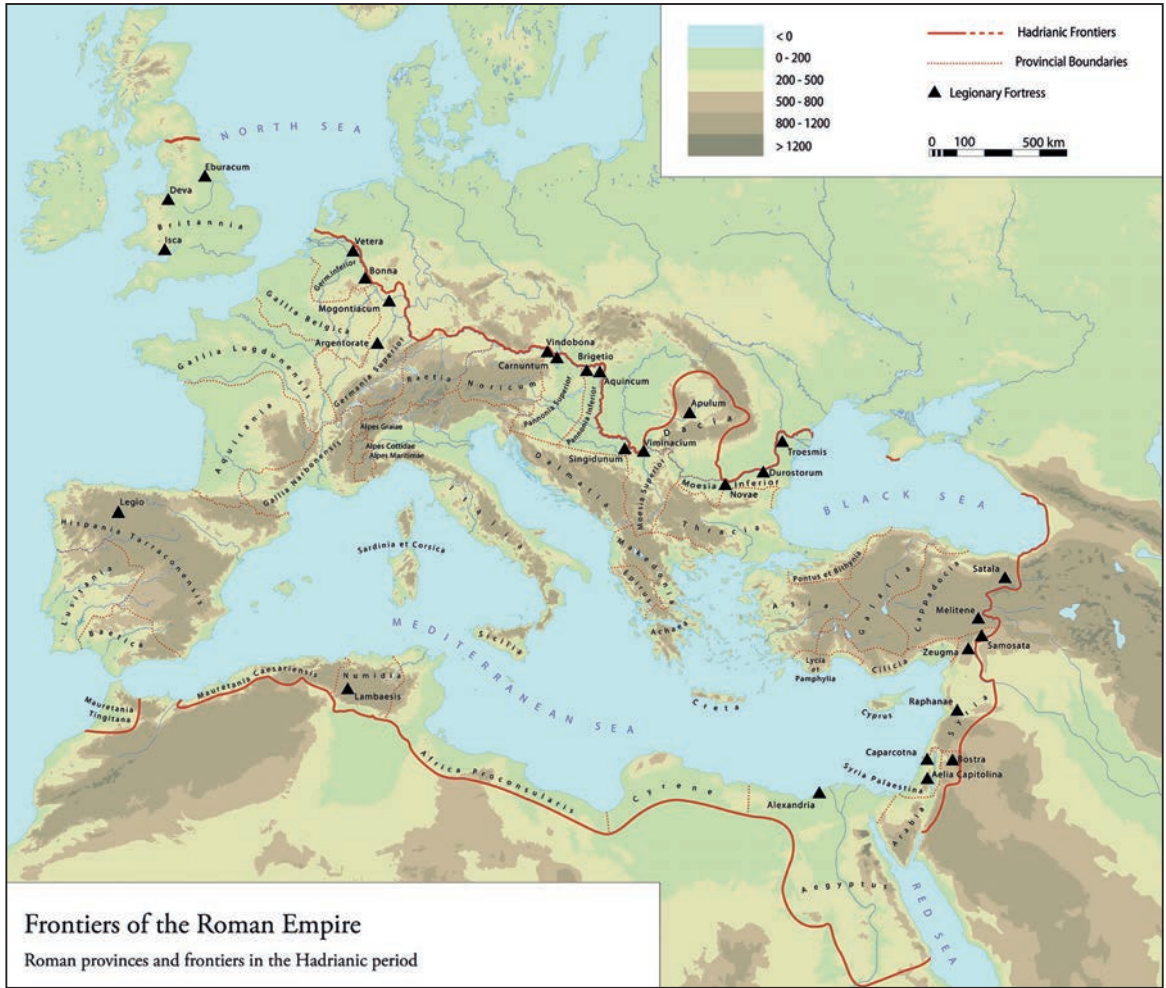 < 0
0 - 200
200 - 500
500 - 800
800 - 1200
> 1200
Hadrianic Frontiers
Provincial Boundaries
Legionary Fortress
0 100 500 km
NORTH SEA
Eburacum
Deva
Britannia
Isca
Vetera
Germ. Inferior
Bonna
Gallia Belgica
Mogontiacum
Gallia Lugdunensis
Argentorate
Germania Superior
Raetia
Noricum
Vindobona
Carnuntum
Brigetio
Aquincum
Pannonia Superior
Pannonia Inferior
Apulum
Dacia
Aquitania
Alpes Graiae
Alpes Cottidae
Alpes Maritimae
Gallia Narbonensis
Singidunum
Viminacium
Troesmis
Durostorum
Moesia Inferior
Novae
Moesia Superior
Dalmatia
Italia
Thracia
BLACK SEA
Legio
Hispania Tarraconensis
Sardinia et Corsica
Makedonia
Epirus
Luvitania
Baetica
Pontus et Bithynia
Satala
Asia
Galatia
Cappadocia
Melitene
Achaea
Samosata
Zeugma
Sicilie
MEDITERRANEAN SEA
Lycia
et
Pamphylia
Cilicia
Mauretania Caesariensis
Numidia
Lambaesis
Mauretania
Tingitana
Creta
Cyprus
Raphanae
Syria
Caparcotna
Bostra
Aelia Capitolina
Syria Palaestina
Africa Proconsularis
Cyrene
Alexandria
Arabia
Aegyptus
RED SEA
Frontiers of the Roman Empire
Roman provinces and frontiers in the Hadrianic period